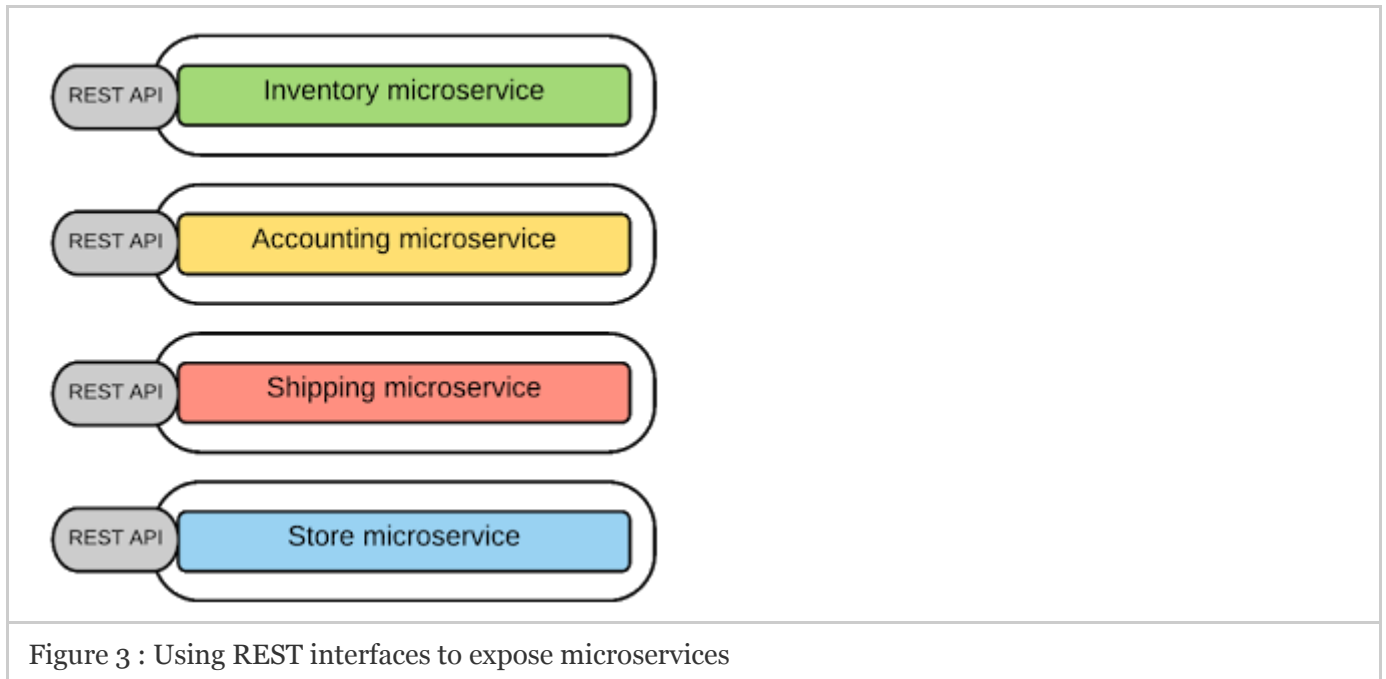 REST API
Inventory microservice
REST API
Accounting microservice
REST API
Shipping microservice
REST API
Store microservice
Figure 3 : Using REST interfaces to expose microservices